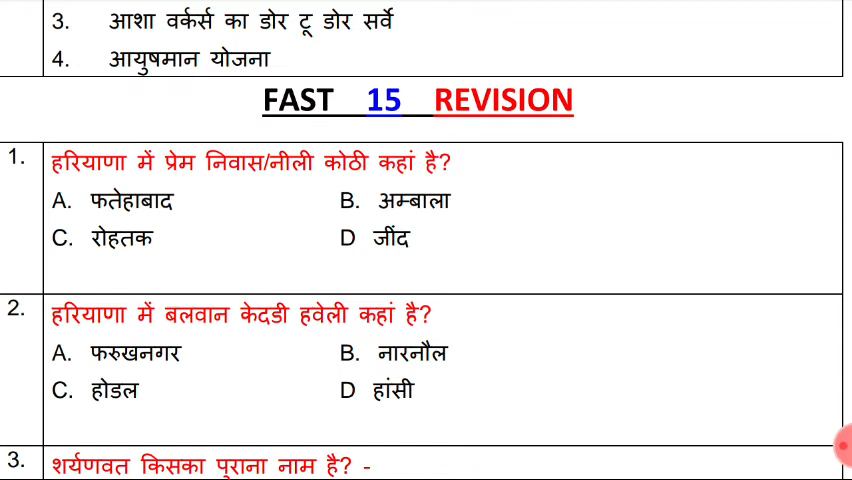 3. आशा वर्कर्स का डोर टू डोर सर्वे
4. आयुषमान योजना
FAST 15 REVISION
1. हरियाणा में प्रेम निवास/नीली कोठी कहां है?
A. फतेहाबाद B. अम्बाला
C. रोहतक D जींद
2. हरियाणा में बलवान केदडी हवेली कहां है?
A. फरुखनगर B. नारनौल
C. होडल D हांसी
3. शर्यणवत किसका पुराना नाम है? -